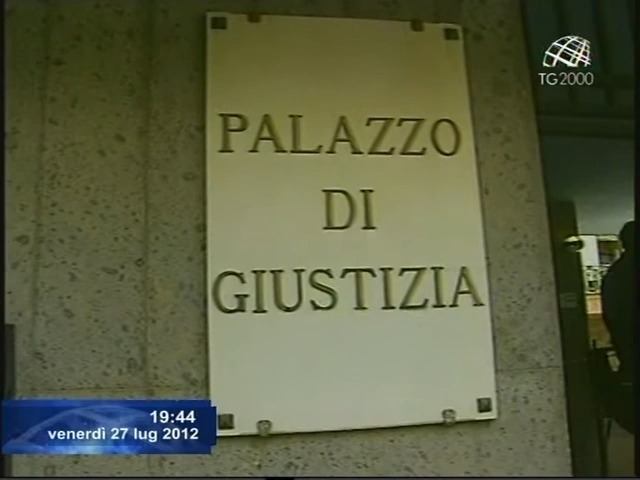 TG2000
PALAZZO
DI
GIUSTIZIA
19:44
venerdì 27 lug 2012